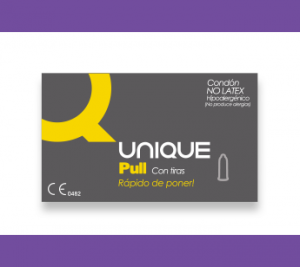 Condón
NO LATEX
Hipoalergénico
(No produce alergias)
UNIQUE
Pull Con tiras
Rápido de poner!
CE 0482